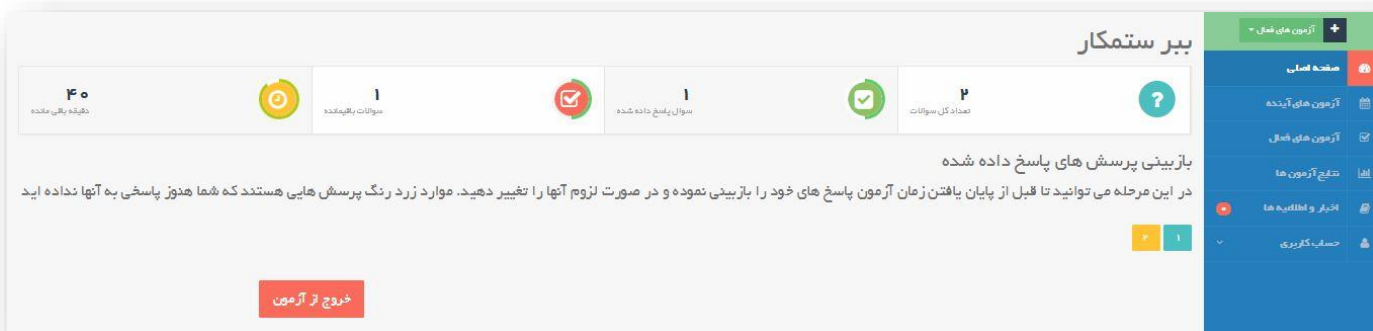 آزمون های فعال
صفحه اصلی
آزمون های آینده
آزمون های فعال
نتایج آزمون ها
اخبار و اطلاعیه ها
۰
حساب کاربری
ببر ستمکار
۲
تعداد کل سوالات
۱
سوال پاسخ داده شده
۱
سوالات باقیمانده
۴۰
دقیقه باقی مانده
بازبینی پرسش های پاسخ داده شده
در این مرحله می توانید تا قبل از پایان یافتن زمان آزمون پاسخ های خود را بازبینی نموده و در صورت لزوم آنها را تغییر دهید. موارد زرد رنگ پرسش هایی هستند که شما هنوز پاسخی به آنها نداده اید
۱ ۲
خروج از آزمون